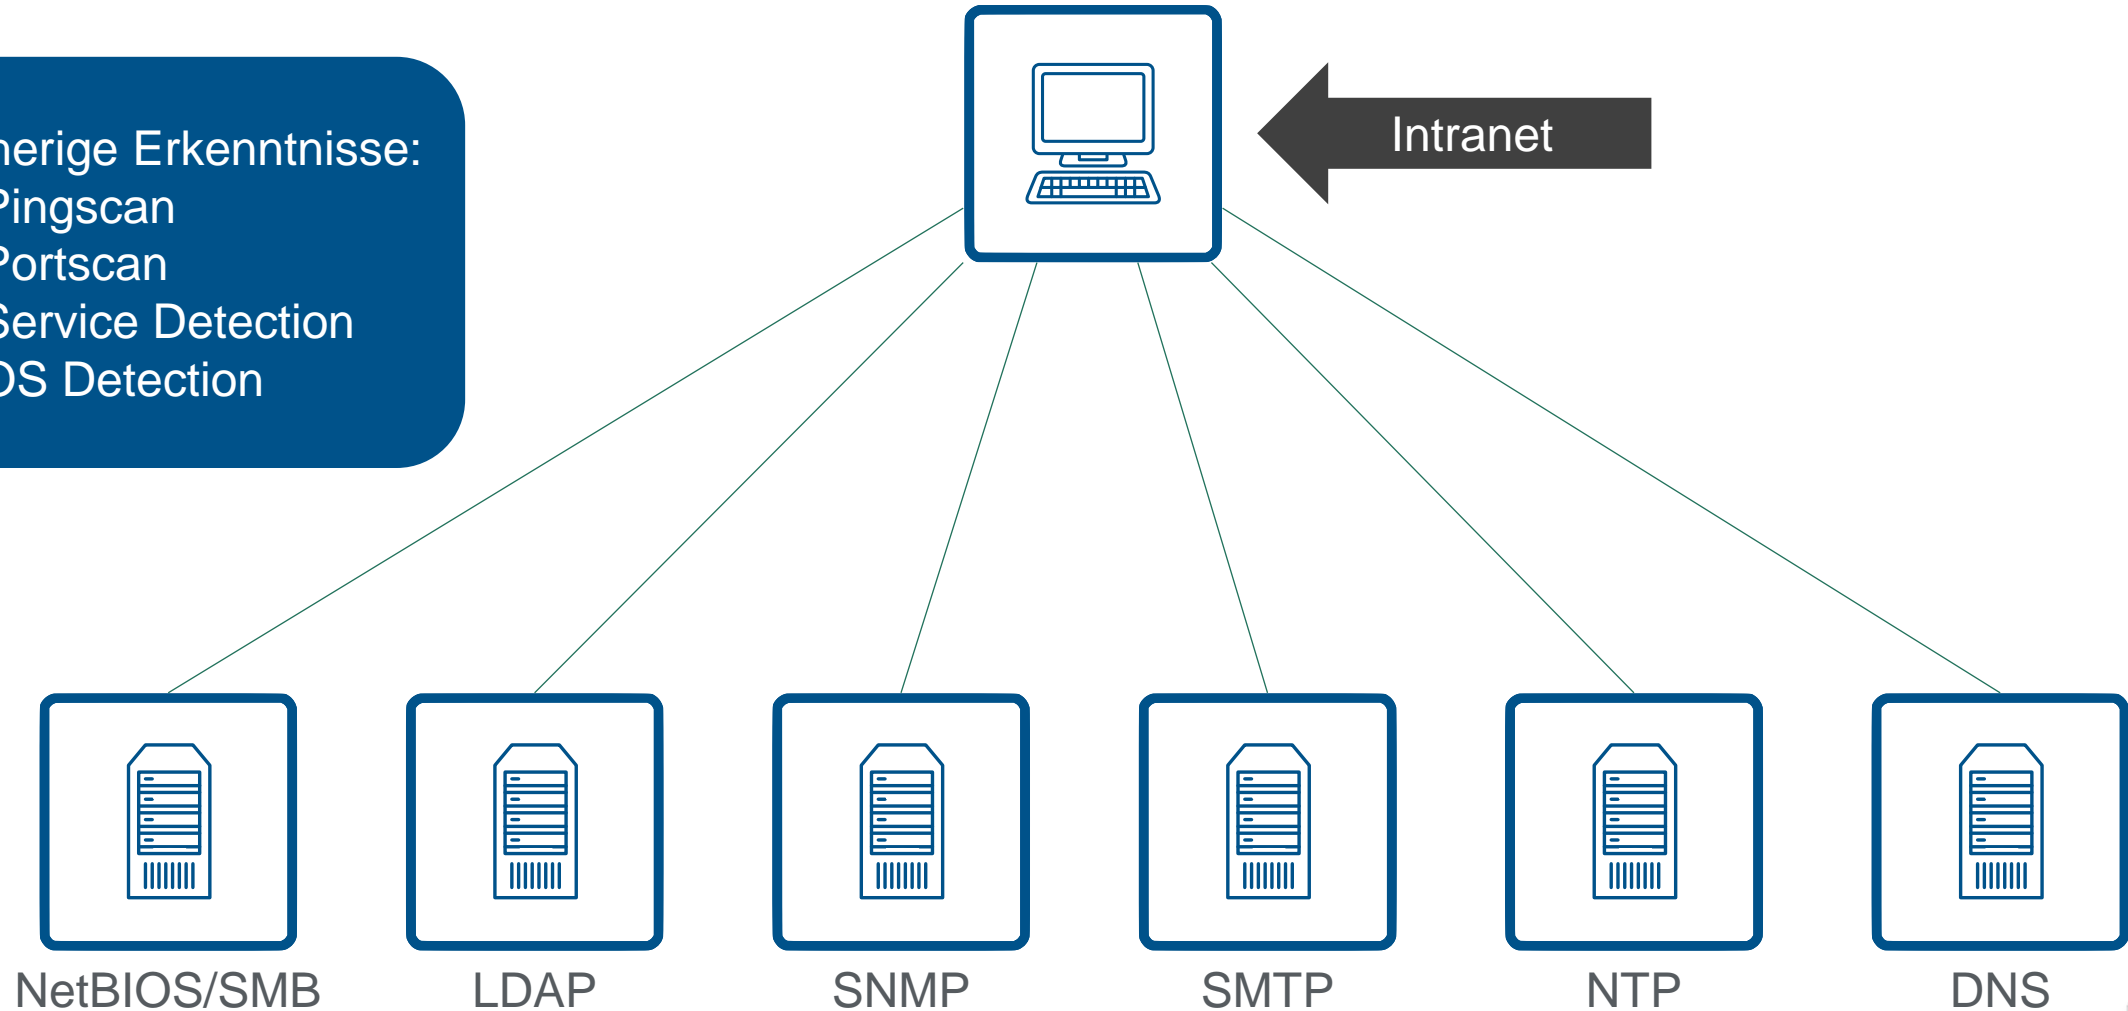 herige Erkenntnisse:
Pingscan
Portscan
Service Detection
OS Detection
Intranet
NetBIOS/SMB
LDAP
SNMP
SMTP
NTP
DNS